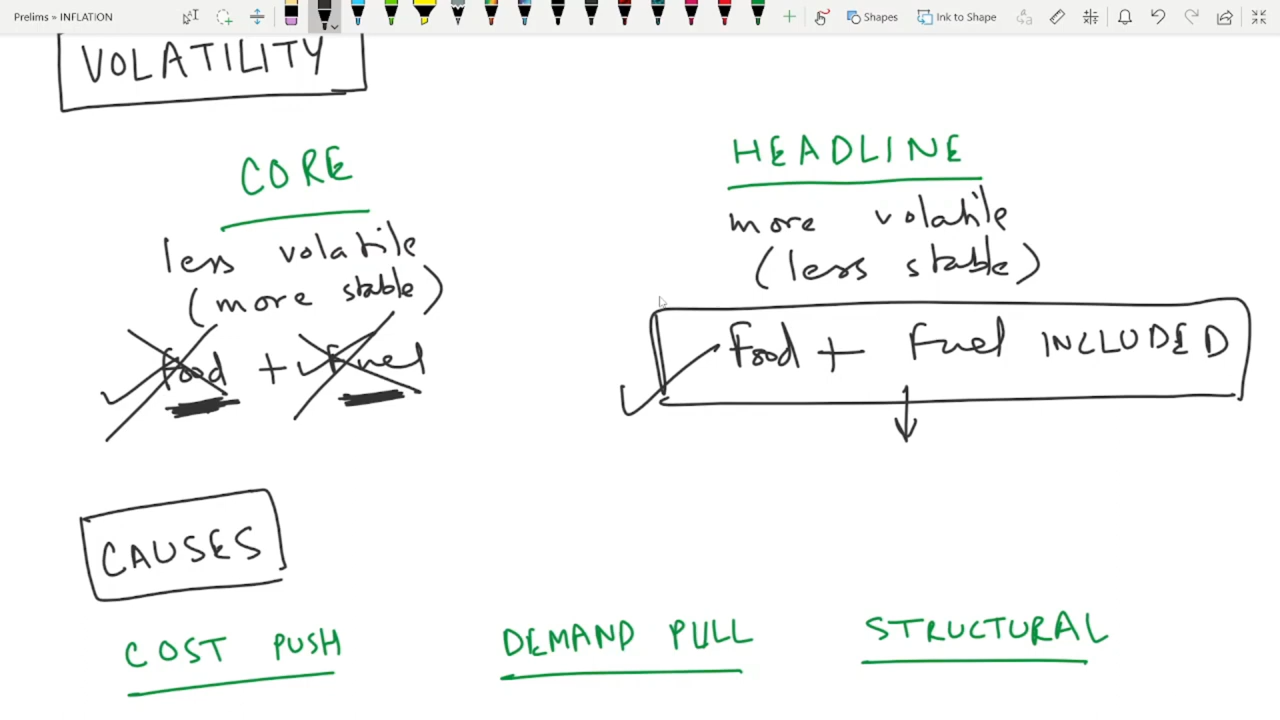 Prelims » INFLATION
Shapes
Ink to Shape
VOLATILITY
CORE
HEADLINE
less volatile
(more stable)
more volatile
(less stable)
food + fuel
Food + Fuel INCLUDED
CAUSES
COST PUSH
DEMAND PULL
STRUCTURAL